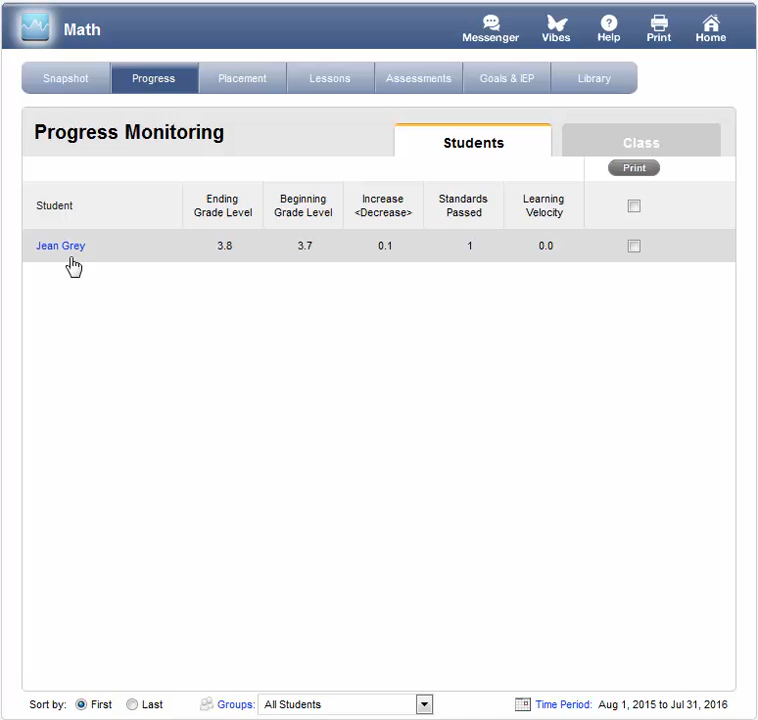 Math
Messenger Vibes Help Print Home
Snapshot Progress Placement Lessons Assessments Goals & IEP Library
Progress Monitoring
Students
Class
Print
Student
Ending
Grade Level
Beginning
Grade Level
Increase
<Decrease>
Standards
Passed
Learning
Velocity
Jean Grey 3.8 3.7 0.1 1 0.0
Sort by: First Last Groups: All Students Time Period: Aug 1, 2015 to Jul 31, 2016